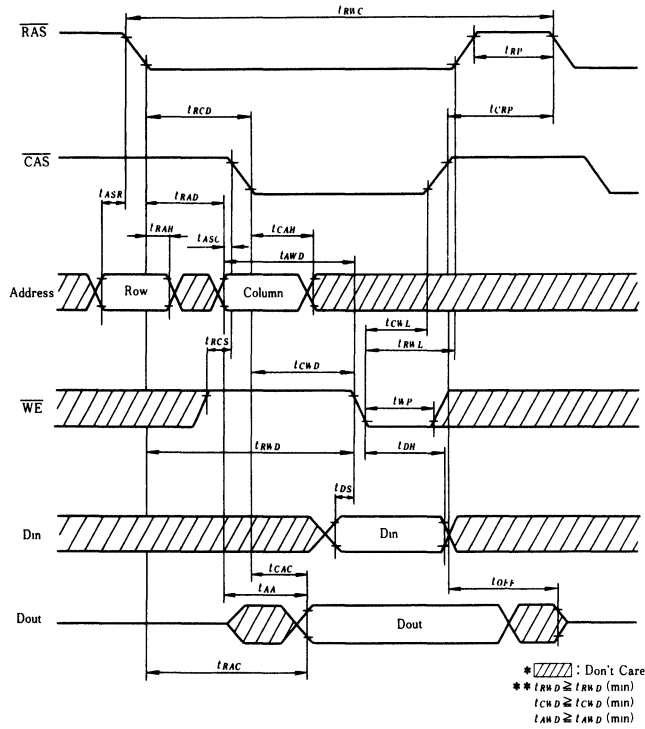 tRWC
RAS
tRP
tRCD
tCRP
CAS
tASR
tRAD
tRAH
tASC
tCAH
tAWD
Address
Row
Column
tCWL
tRCS
tRWL
tCWD
WE
tWP
tRWD
tDH
tDS
Din
Din
tCAC
tAA
tOFF
Dout
Dout
tRAC
* : Don't Care
** tRWD ≧ tRWD (min)
tCWD ≧ tCWD (min)
tAWD ≧ tAWD (min)